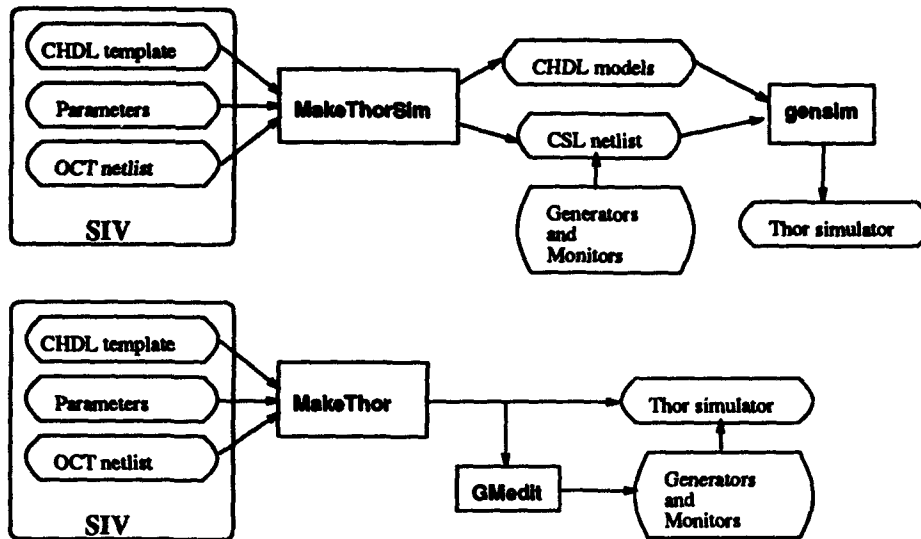 CHDL template
Parameters
OCT netlist
SIV
MakeThorSim
CHDL models
CSL netlist
Generators
and
Monitors
gensim
Thor simulator
CHDL template
Parameters
OCT netlist
SIV
MakeThor
Thor simulator
GMedit
Generators
and
Monitors